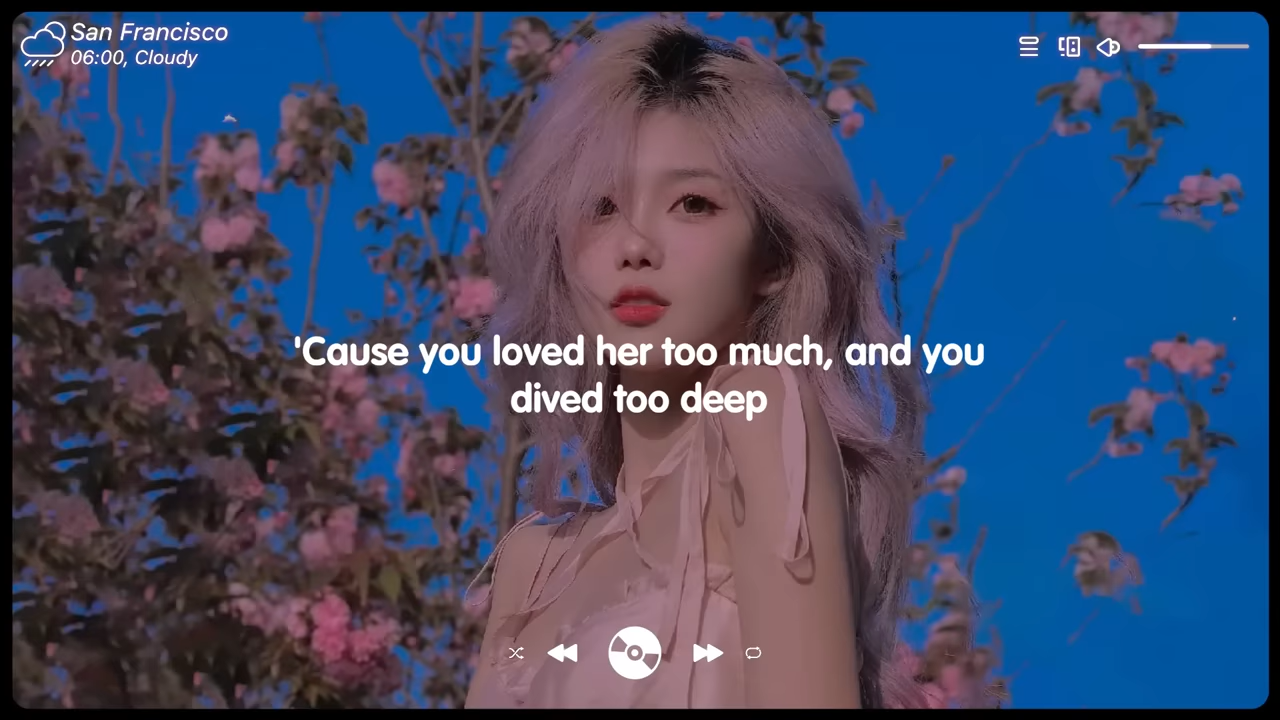 San Francisco
06:00, Cloudy
'Cause you loved her too much, and you
dived too deep